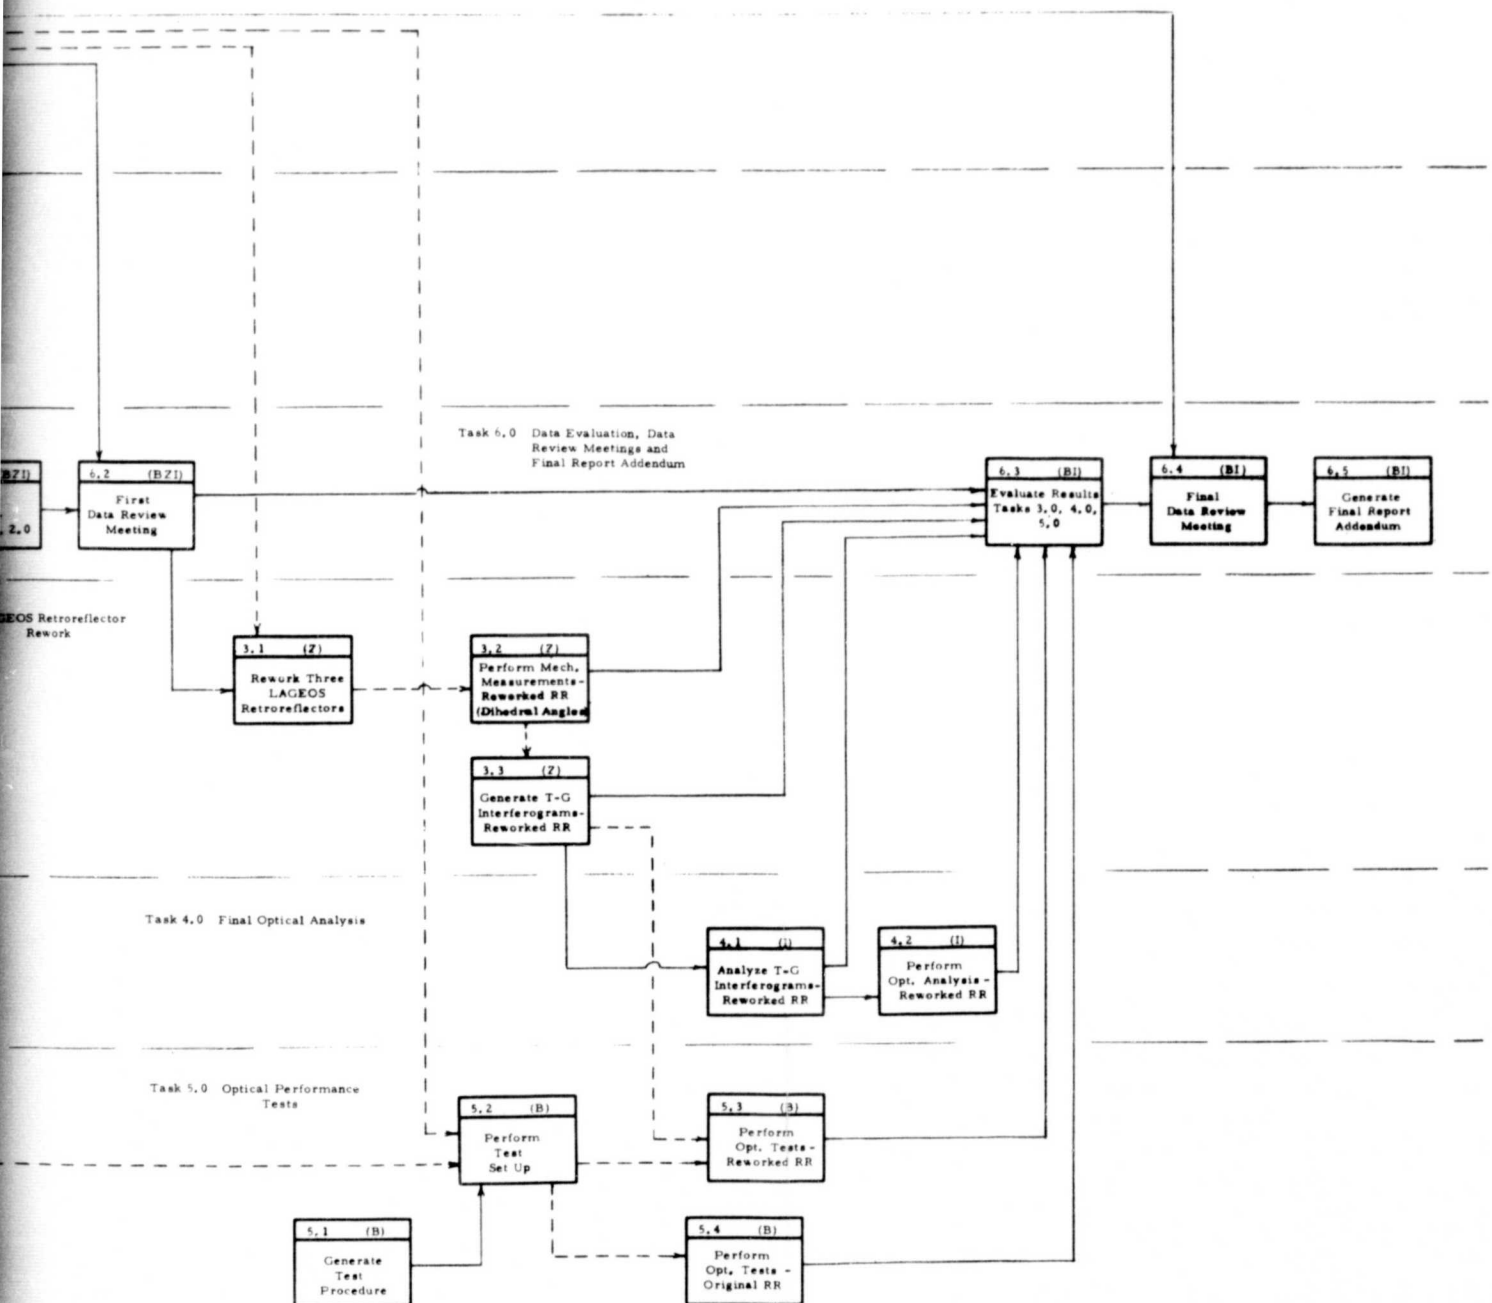 Task 6.0 Data Evaluation, Data
Review Meetings and
Final Report Addendum
BZI)
, 2.0
6.2 (BZI)
First
Data Review
Meeting
6.3 (BI)
Evaluate Results
Tasks 3.0, 4.0,
5.0
6.4 (BI)
Final
Data Review
Meeting
6.5 (BI)
Generate
Final Report
Addendum
GEOS Retroreflector
Rework
3.1 (Z)
Rework Three
LAGEOS
Retroreflectors
3.2 (Z)
Perform Mech.
Measurements-
Reworked RR
(Dihedral Angles)
3.3 (Z)
Generate T-G
Interferograms-
Reworked RR
Task 4.0 Final Optical Analysis
4.1 (I)
Analyze T-G
Interferograms-
Reworked RR
4.2 (I)
Perform
Opt. Analysis -
Reworked RR
Task 5.0 Optical Performance
Tests
5.2 (B)
Perform
Test
Set Up
5.3 (B)
Perform
Opt. Tests -
Reworked RR
5.1 (B)
Generate
Test
Procedure
5.4 (B)
Perform
Opt. Tests -
Original RR